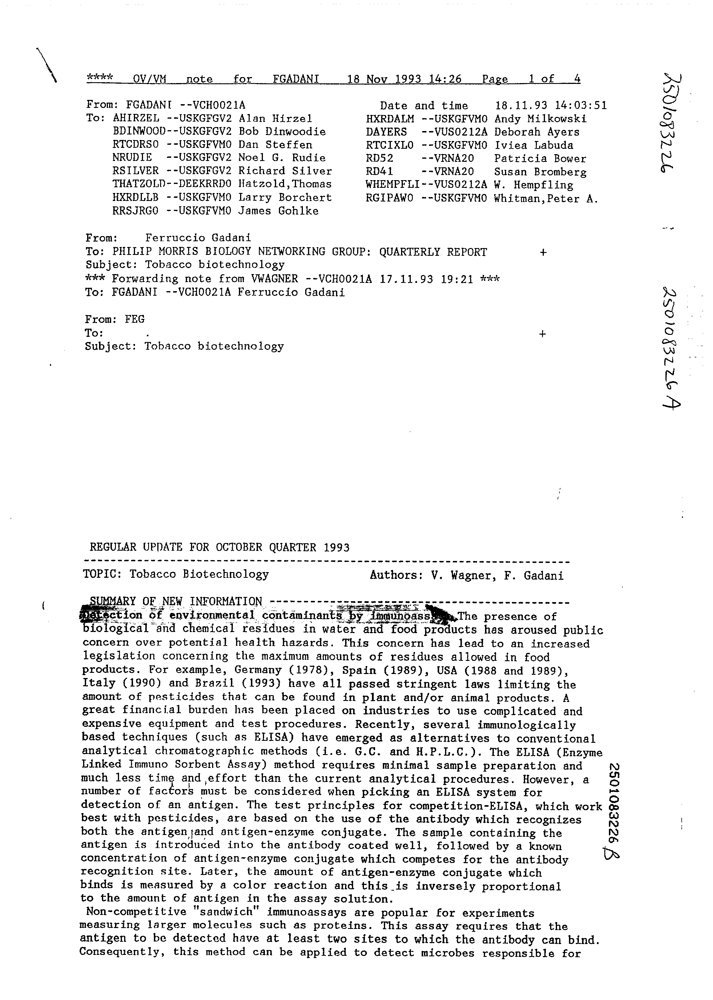 **** OV/VM note for FGADANI 18 Nov 1993 14:26 Page 1 of 4
From: FGADANI --VCH0021A Date and time 18.11.93 14:03:51
To: AHIRZEL --USKGFGV2 Alan Hirzel HXRDALM --USKGFVM0 Andy Milkowski
BDINWOOD--USKGFGV2 Bob Dinwoodie DAYERS --VUS0212A Deborah Ayers
RTCDRSO --USKGFVM0 Dan Steffen RTCIXLO --USKGFVM0 Iviea Labuda
NRUDIE --USKGFGV2 Noel G. Rudie RD52 --VRNA20 Patricia Bower
RSILVER --USKGFGV2 Richard Silver RD41 --VRNA20 Susan Bromberg
THATZOLD--DEEKRRD0 Hatzold,Thomas WHEMPFLI--VUS0212A W. Hempfling
HXRDLLB --USKGFVM0 Larry Borchert RGIPAWO --USKGFVM0 Whitman,Peter A.
RRSJRGO --USKGFVM0 James Gohlke
From: Ferruccio Gadani
To: PHILIP MORRIS BIOLOGY NETWORKING GROUP: QUARTERLY REPORT +
Subject: Tobacco biotechnology
*** Forwarding note from VWAGNER --VCH0021A 17.11.93 19:21 ***
To: FGADANI --VCH0021A Ferruccio Gadani
From: FEG
To: . +
Subject: Tobacco biotechnology
2501083226
2501083226 A
REGULAR UPDATE FOR OCTOBER QUARTER 1993
--------------------------------------------------------------------------
TOPIC: Tobacco Biotechnology Authors: V. Wagner, F. Gadani
SUMMARY OF NEW INFORMATION ---------------------------------------------
Detection of environmental contaminants by immunoassay. The presence of
biological and chemical residues in water and food products has aroused public
concern over potential health hazards. This concern has lead to an increased
legislation concerning the maximum amounts of residues allowed in food
products. For example, Germany (1978), Spain (1989), USA (1988 and 1989),
Italy (1990) and Brazil (1993) have all passed stringent laws limiting the
amount of pesticides that can be found in plant and/or animal products. A
great financial burden has been placed on industries to use complicated and
expensive equipment and test procedures. Recently, several immunologically
based techniques (such as ELISA) have emerged as alternatives to conventional
analytical chromatographic methods (i.e. G.C. and H.P.L.C.). The ELISA (Enzyme
Linked Immuno Sorbent Assay) method requires minimal sample preparation and
much less time and effort than the current analytical procedures. However, a
number of factors must be considered when picking an ELISA system for
detection of an antigen. The test principles for competition-ELISA, which work
best with pesticides, are based on the use of the antibody which recognizes
both the antigen and antigen-enzyme conjugate. The sample containing the
antigen is introduced into the antibody coated well, followed by a known
concentration of antigen-enzyme conjugate which competes for the antibody
recognition site. Later, the amount of antigen-enzyme conjugate which
binds is measured by a color reaction and this is inversely proportional
to the amount of antigen in the assay solution.
Non-competitive "sandwich" immunoassays are popular for experiments
measuring larger molecules such as proteins. This assay requires that the
antigen to be detected have at least two sites to which the antibody can bind.
Consequently, this method can be applied to detect microbes responsible for
2501083226 B